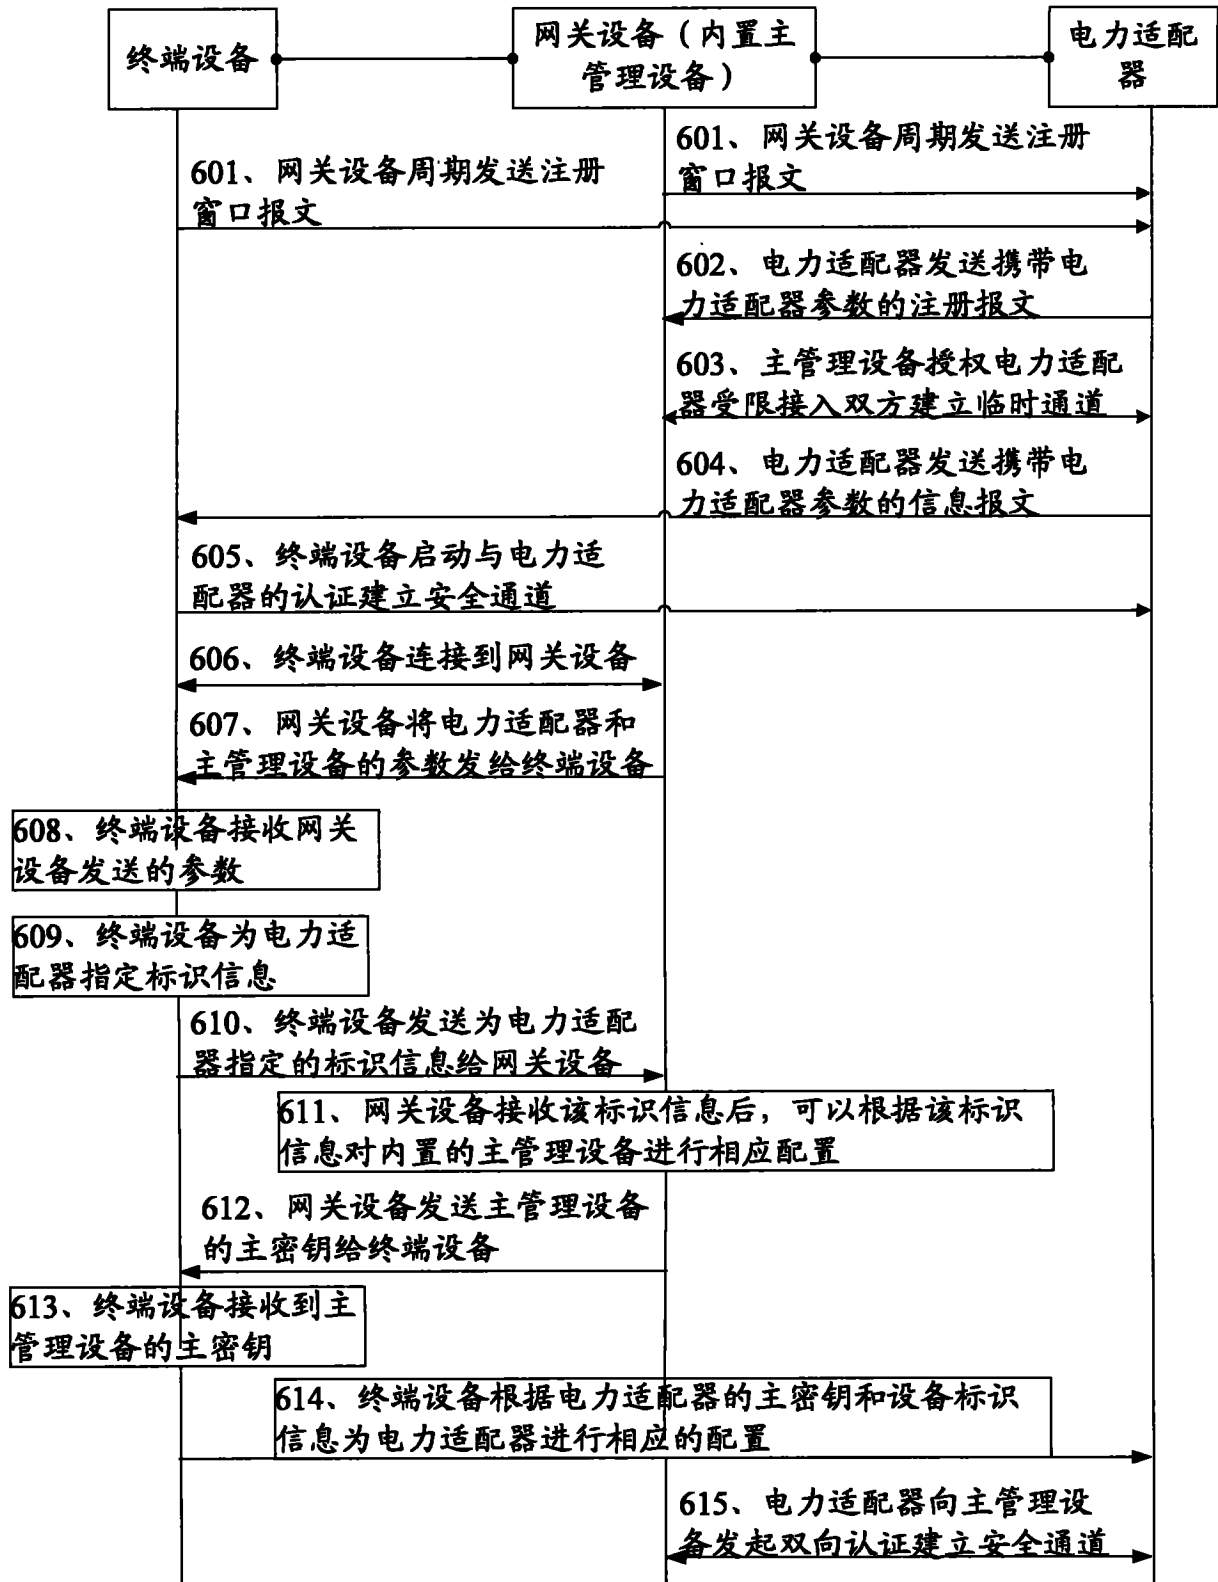 终端设备
网关设备（内置主
管理设备）
电力适配
器
601、网关设备周期发送注册
窗口报文
601、网关设备周期发送注册
窗口报文
602、电力适配器发送携带电
力适配器参数的注册报文
603、主管理设备授权电力适配
器受限接入双方建立临时通道
604、电力适配器发送携带电
力适配器参数的信息报文
605、终端设备启动与电力适
配器的认证建立安全通道
606、终端设备连接到网关设备
607、网关设备将电力适配器和
主管理设备的参数发给终端设备
608、终端设备接收网关
设备发送的参数
609、终端设备为电力适
配器指定标识信息
610、终端设备发送为电力适配
器指定的标识信息给网关设备
611、网关设备接收该标识信息后，可以根据该标识
信息对内置的主管理设备进行相应配置
612、网关设备发送主管理设备
的主密钥给终端设备
613、终端设备接收到主
管理设备的主密钥
614、终端设备根据电力适配器的主密钥和设备标识
信息为电力适配器进行相应的配置
615、电力适配器向主管理设
备发起双向认证建立安全通道